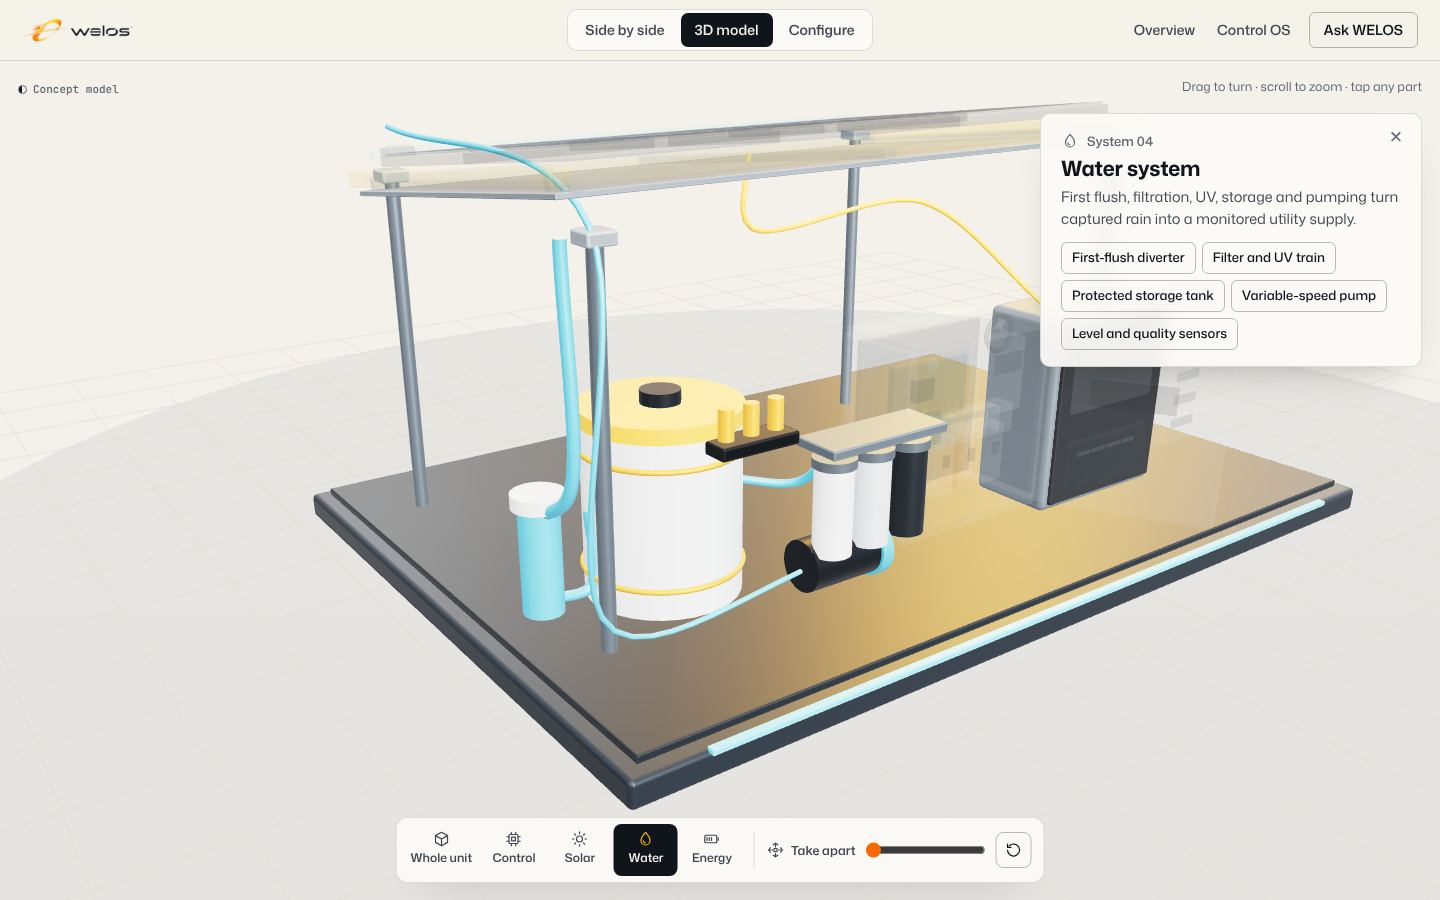 welos
Side by side
3D model
Configure
Overview
Control OS
Ask WELOS
Concept model
Drag to turn · scroll to zoom · tap any part
System 04
Water system
First flush, filtration, UV, storage and pumping turn
captured rain into a monitored utility supply.
First-flush diverter
Filter and UV train
Protected storage tank
Variable-speed pump
Level and quality sensors
Whole unit
Control
Solar
Water
Energy
Take apart